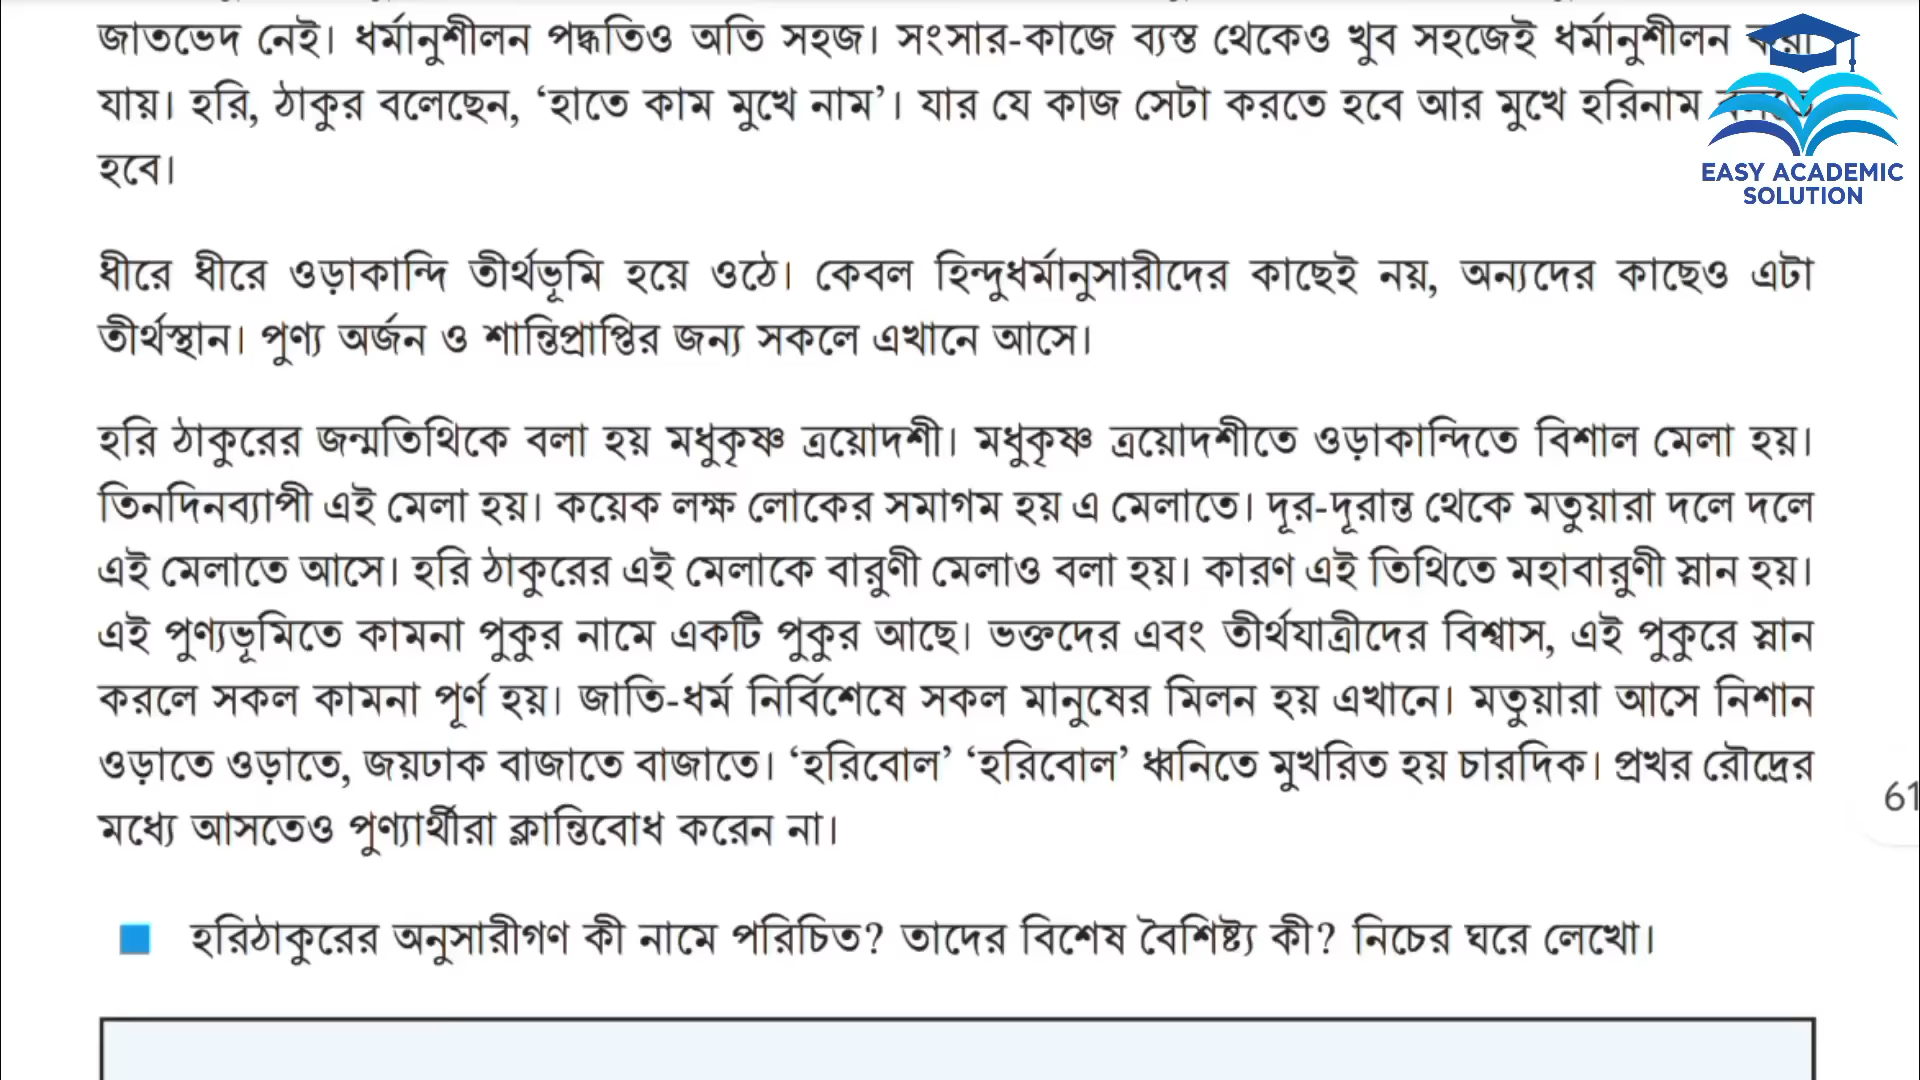 জাতভেদ নেই। ধর্মানুশীলন পদ্ধতিও অতি সহজ। সংসার-কাজে ব্যস্ত থেকেও খুব সহজেই ধর্মানুশীলন করা
যায়। হরি, ঠাকুর বলেছেন, ‘হাতে কাম মুখে নাম’। যার যে কাজ সেটা করতে হবে আর মুখে হরিনাম বলতে
হবে।
EASY ACADEMIC
SOLUTION
ধীরে ধীরে ওড়াকান্দি তীর্থভূমি হয়ে ওঠে। কেবল হিন্দুধর্মানুসারীদের কাছেই নয়, অন্যদের কাছেও এটা
তীর্থস্থান। পুণ্য অর্জন ও শান্তিপ্রাপ্তির জন্য সকলে এখানে আসে।
হরি ঠাকুরের জন্মতিথিকে বলা হয় মধুকৃষ্ণ ত্রয়োদশী। মধুকৃষ্ণ ত্রয়োদশীতে ওড়াকান্দিতে বিশাল মেলা হয়।
তিনদিনব্যাপী এই মেলা হয়। কয়েক লক্ষ লোকের সমাগম হয় এ মেলাতে। দূর-দূরান্ত থেকে মতুয়ারা দলে দলে
এই মেলাতে আসে। হরি ঠাকুরের এই মেলাকে বারুণী মেলাও বলা হয়। কারণ এই তিথিতে মহাবারুণী স্নান হয়।
এই পুণ্যভূমিতে কামনা পুকুর নামে একটি পুকুর আছে। ভক্তদের এবং তীর্থযাত্রীদের বিশ্বাস, এই পুকুরে স্নান
করলে সকল কামনা পূর্ণ হয়। জাতি-ধর্ম নির্বিশেষে সকল মানুষের মিলন হয় এখানে। মতুয়ারা আসে নিশান
ওড়াতে ওড়াতে, জয়ঢাক বাজাতে বাজাতে। ‘হরিবোল’ ‘হরিবোল’ ধ্বনিতে মুখরিত হয় চারদিক। প্রখর রৌদ্রের
মধ্যে আসতেও পুণ্যার্থীরা ক্লান্তিবোধ করেন না।
61
হরিঠাকুরের অনুসারীগণ কী নামে পরিচিত? তাদের বিশেষ বৈশিষ্ট্য কী? নিচের ঘরে লেখো।